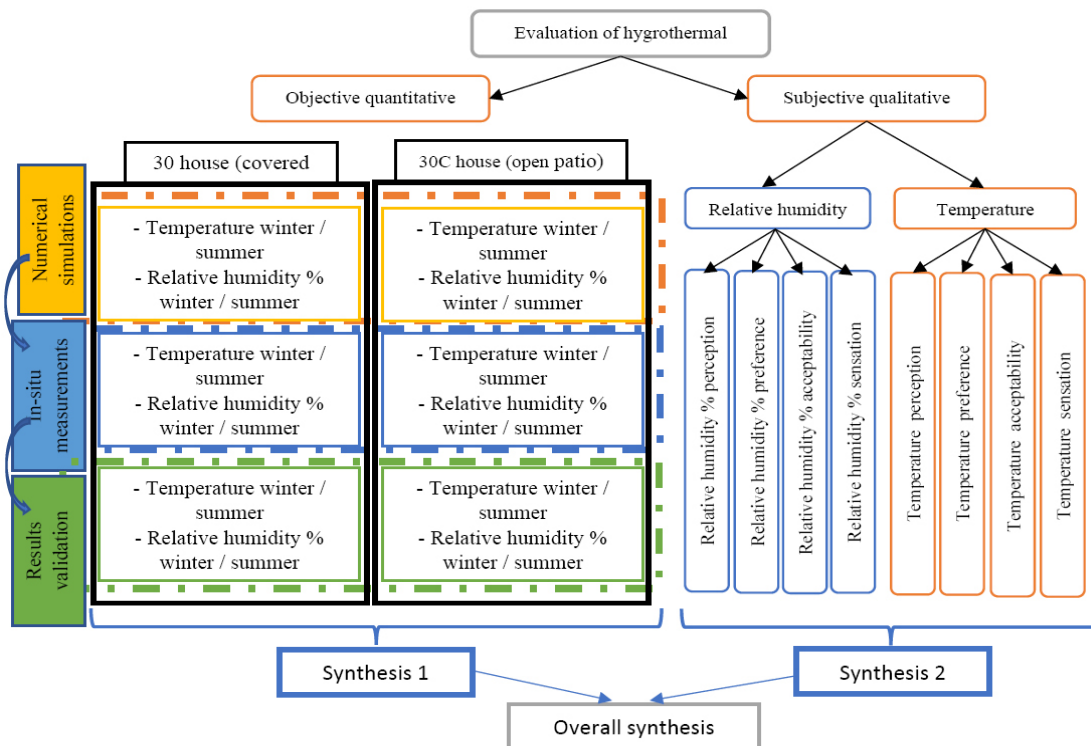 Evaluation of hygrothermal
Objective quantitative
Subjective qualitative
30 house (covered
30C house (open patio)
Numerical
simulations
- Temperature winter /
summer
- Relative humidity %
winter / summer
- Temperature winter /
summer
- Relative humidity %
winter / summer
In-situ
measurements
- Temperature winter /
summer
- Relative humidity %
winter / summer
- Temperature winter /
summer
- Relative humidity %
winter / summer
Results
validation
- Temperature winter /
summer
- Relative humidity %
winter / summer
- Temperature winter /
summer
- Relative humidity %
winter / summer
Relative humidity
Temperature
Relative humidity % perception
Relative humidity % preference
Relative humidity % acceptability
Relative humidity % sensation
Temperature perception
Temperature preference
Temperature acceptability
Temperature sensation
Synthesis 1
Synthesis 2
Overall synthesis